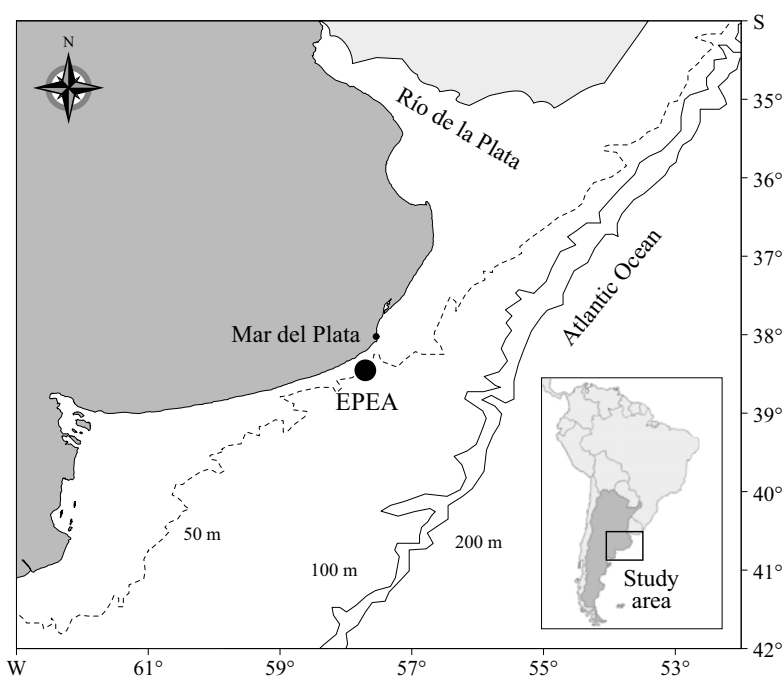 N
S
Río de la Plata
35°
36°
37°
38°
39°
40°
41°
42°
Atlantic Ocean
Mar del Plata
EPEA
50 m
100 m
200 m
Study
area
W
61°
59°
57°
55°
53°